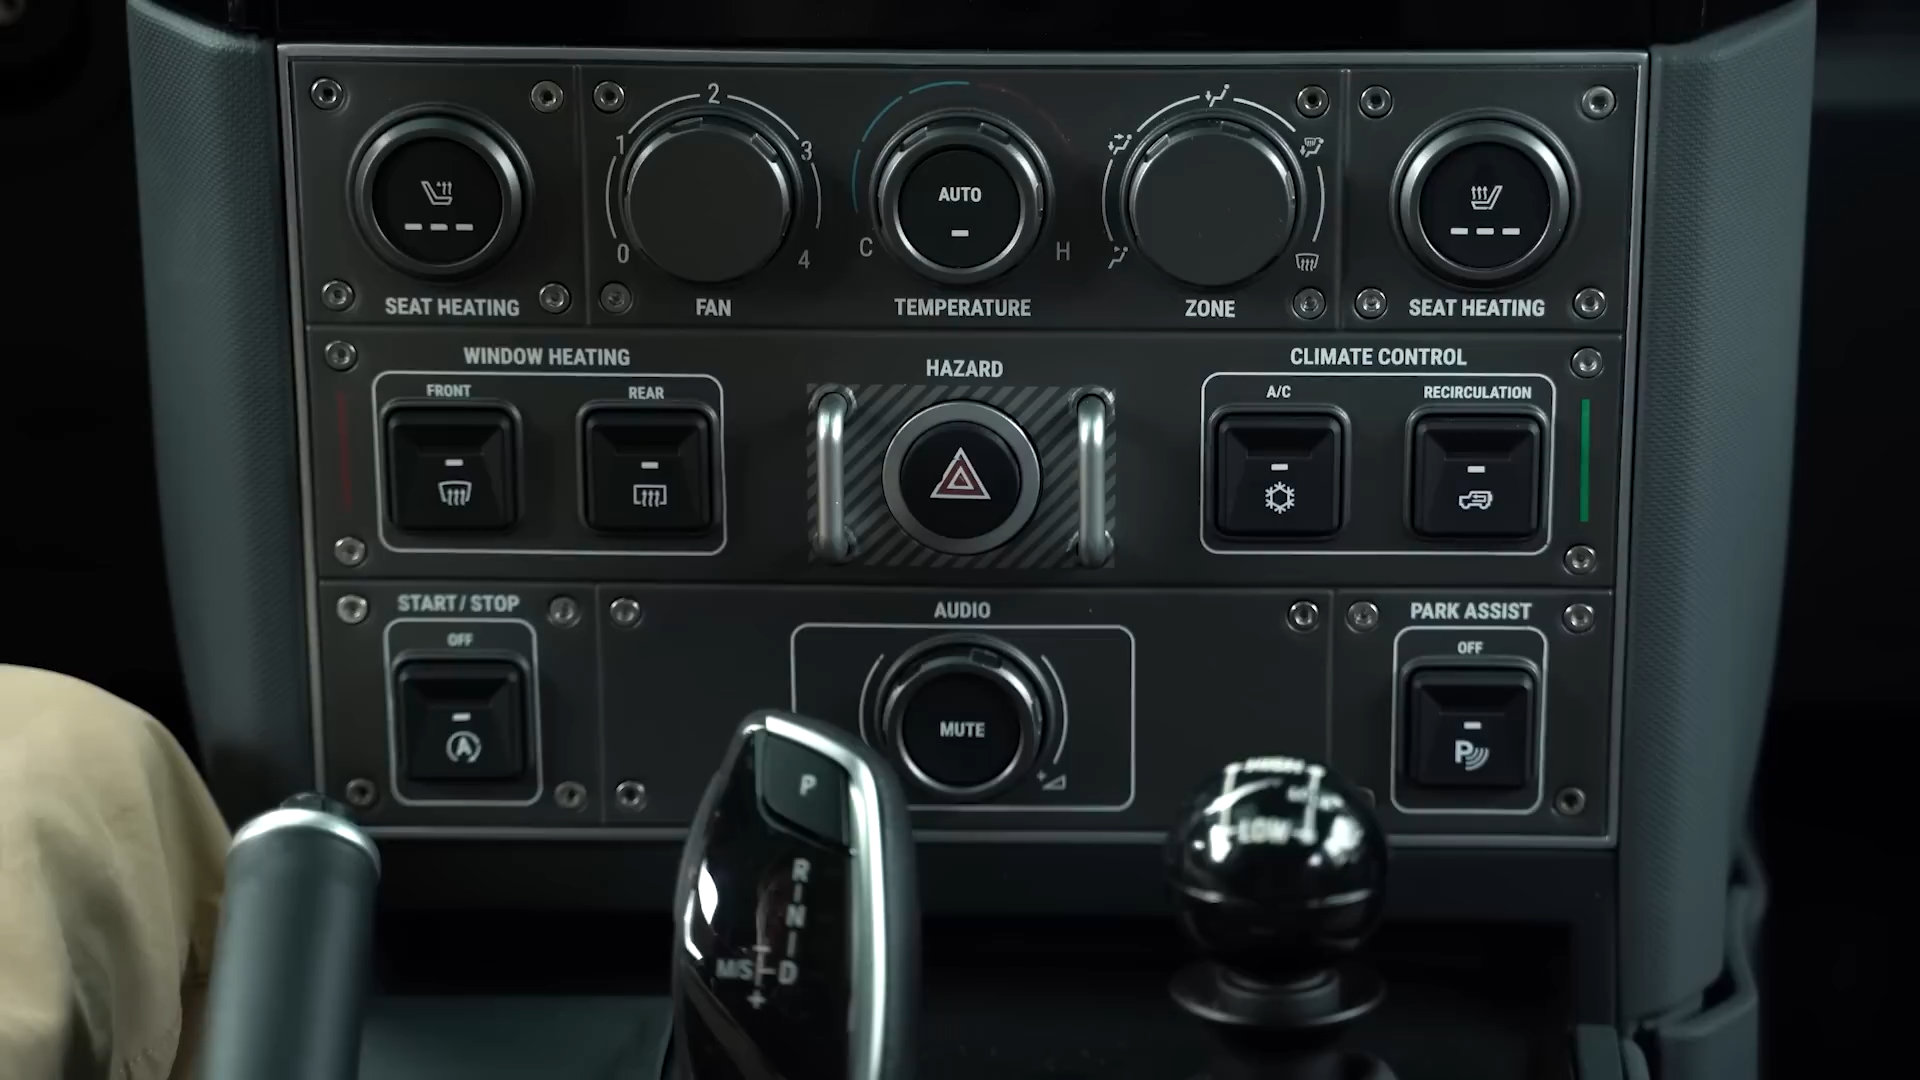 2
1
3
AUTO
0
4
C
H
SEAT HEATING
FAN
TEMPERATURE
ZONE
SEAT HEATING
WINDOW HEATING
HAZARD
CLIMATE CONTROL
FRONT
REAR
A/C
RECIRCULATION
START/STOP
AUDIO
PARK ASSIST
OFF
OFF
A
MUTE
P
+
P
LOW
R
N
M/S
D
+